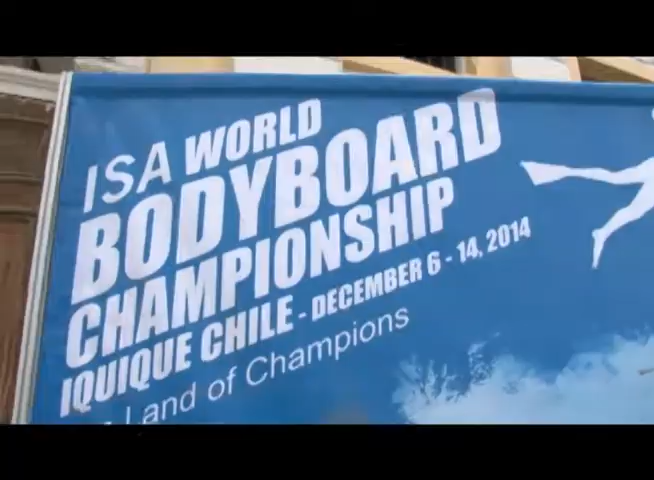 ISA WORLD
BODYBOARD
CHAMPIONSHIP
IQUIQUE CHILE - DECEMBER 6 - 14, 2014
Land of Champions